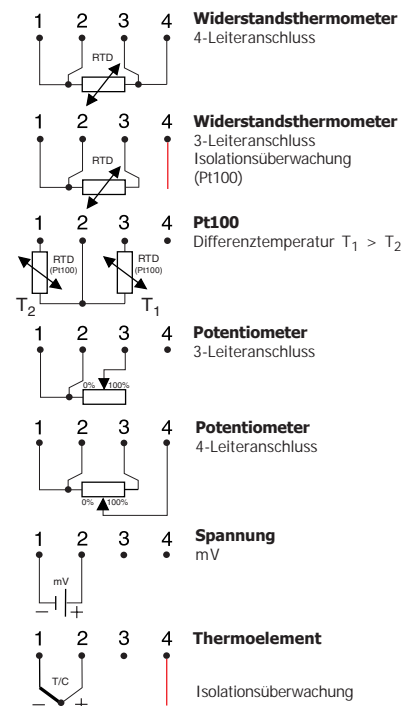 1 2 3 4
RTD
Widerstandsthermometer
4-Leiteranschluss
1 2 3 4
RTD
Widerstandsthermometer
3-Leiteranschluss
Isolationsüberwachung
(Pt100)
1 2 3 4
RTD
(Pt100)
RTD
(Pt100)
T2
T1
Pt100
Differenztemperatur T1 > T2
1 2 3 4
0% 100%
Potentiometer
3-Leiteranschluss
1 2 3 4
0% 100%
Potentiometer
4-Leiteranschluss
1 2 3 4
mV
– +
Spannung
mV
1 2 3 4
T/C
– +
Thermoelement
Isolationsüberwachung